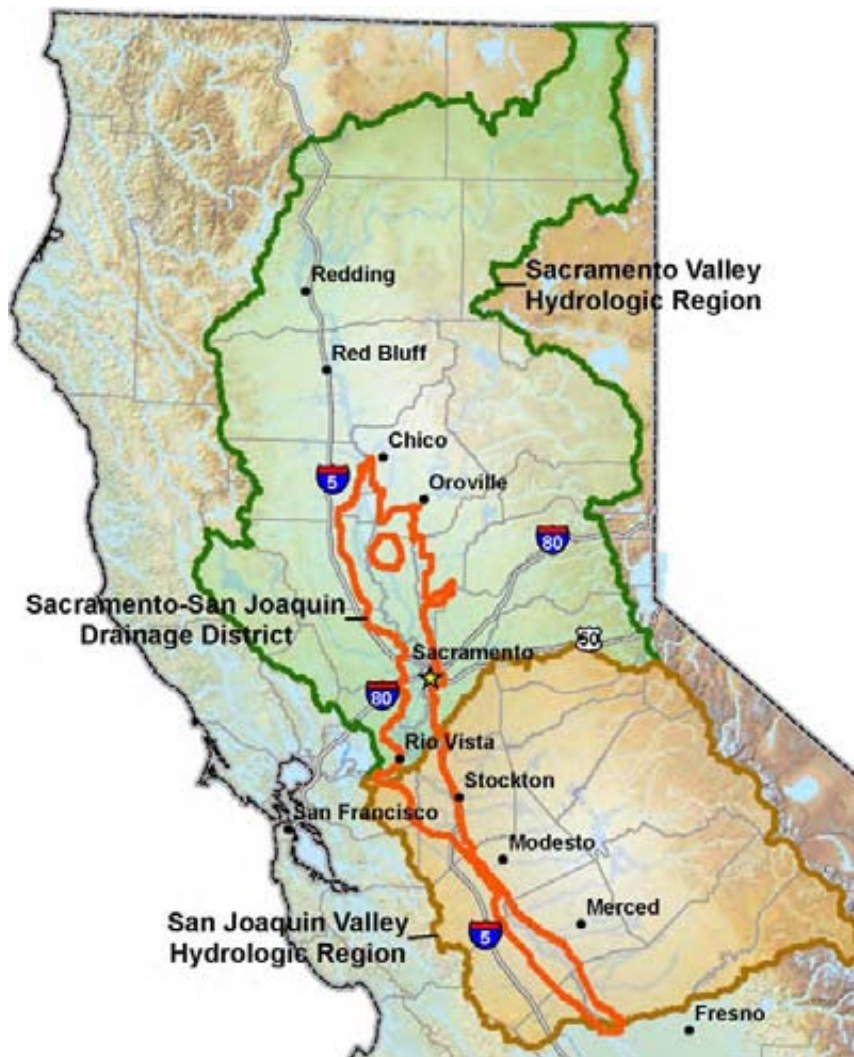 Redding
Sacramento Valley
Hydrologic Region
Red Bluff
Chico
5
Oroville
80
Sacramento-San Joaquin
Drainage District
50
Sacramento
80
Rio Vista
Stockton
San Francisco
Modesto
Merced
San Joaquin Valley
Hydrologic Region
5
Fresno